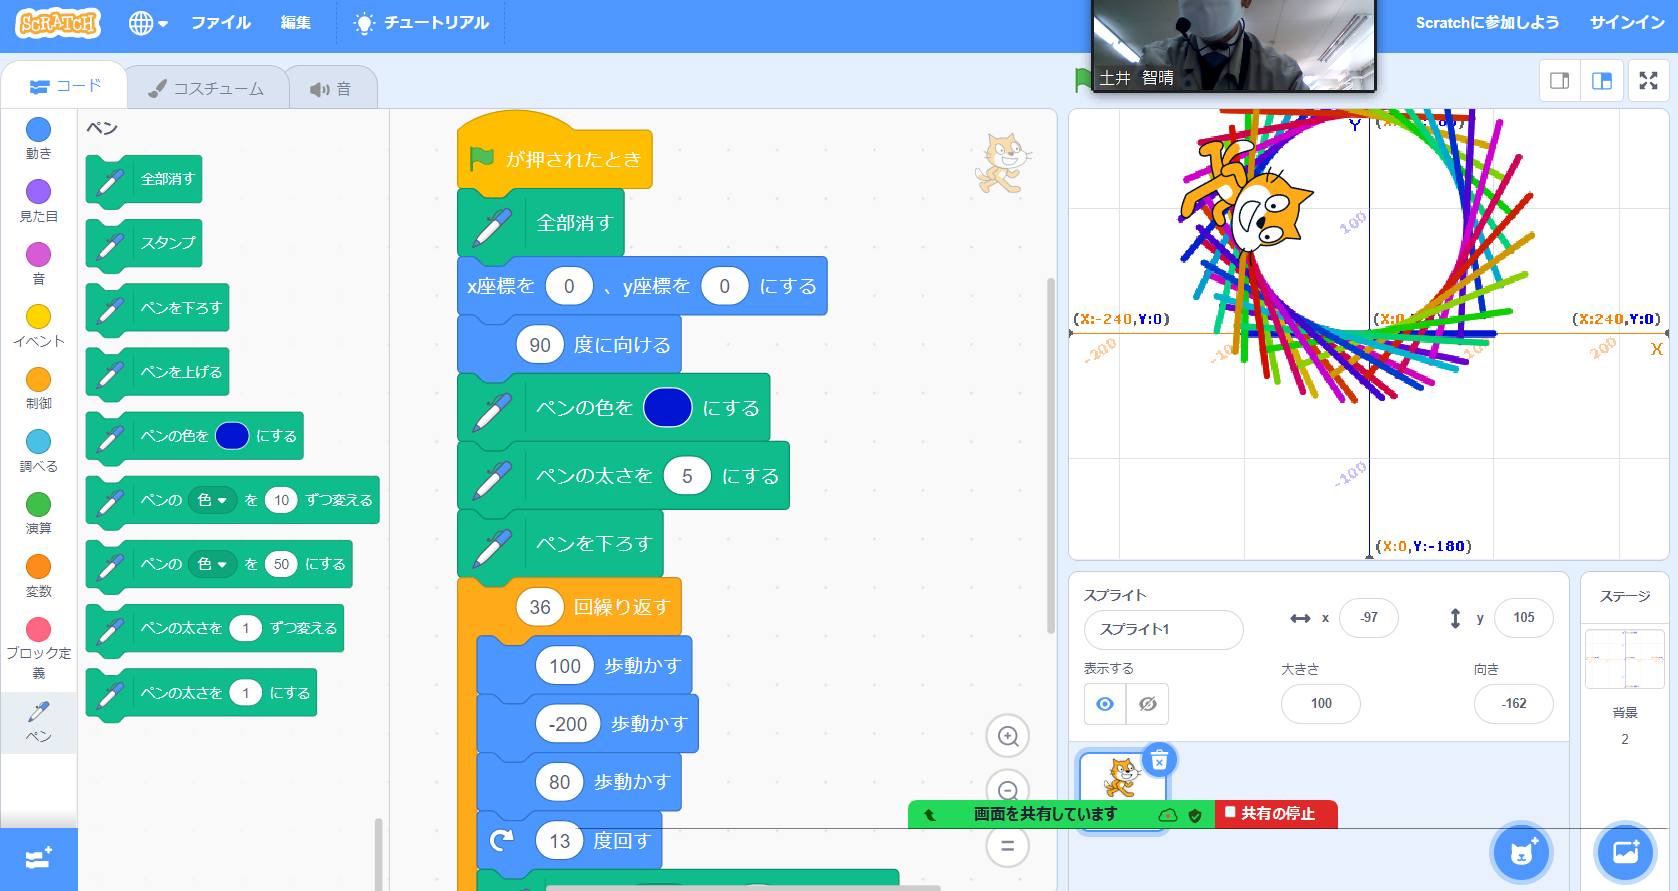 SCRATCH
ファイル
編集
チュートリアル
土井 智晴
Scratchに参加しよう
サインイン
コード
コスチューム
音
動き
見た目
音
イベント
制御
調べる
演算
変数
ブロック定義
ペン
ペン
全部消す
スタンプ
ペンを下ろす
ペンを上げる
ペンの色を にする
ペンの 色 を 10 ずつ変える
ペンの 色 を 50 にする
ペンの太さを 1 ずつ変える
ペンの太さを 1 にする
が押されたとき
全部消す
x座標を 0 、y座標を 0 にする
90 度に向ける
ペンの色を にする
ペンの太さを 5 にする
ペンを下ろす
36 回繰り返す
100 歩動かす
-200 歩動かす
80 歩動かす
13 度回す
Y
100
(X:-240,Y:0)
(X:0,
(X:240,Y:0)
-200
200
X
-100
(X:0,Y:-180)
スプライト
スプライト1
x -97
y 105
表示する
大きさ
向き
100
-162
ステージ
背景
2
画面を共有しています
共有の停止